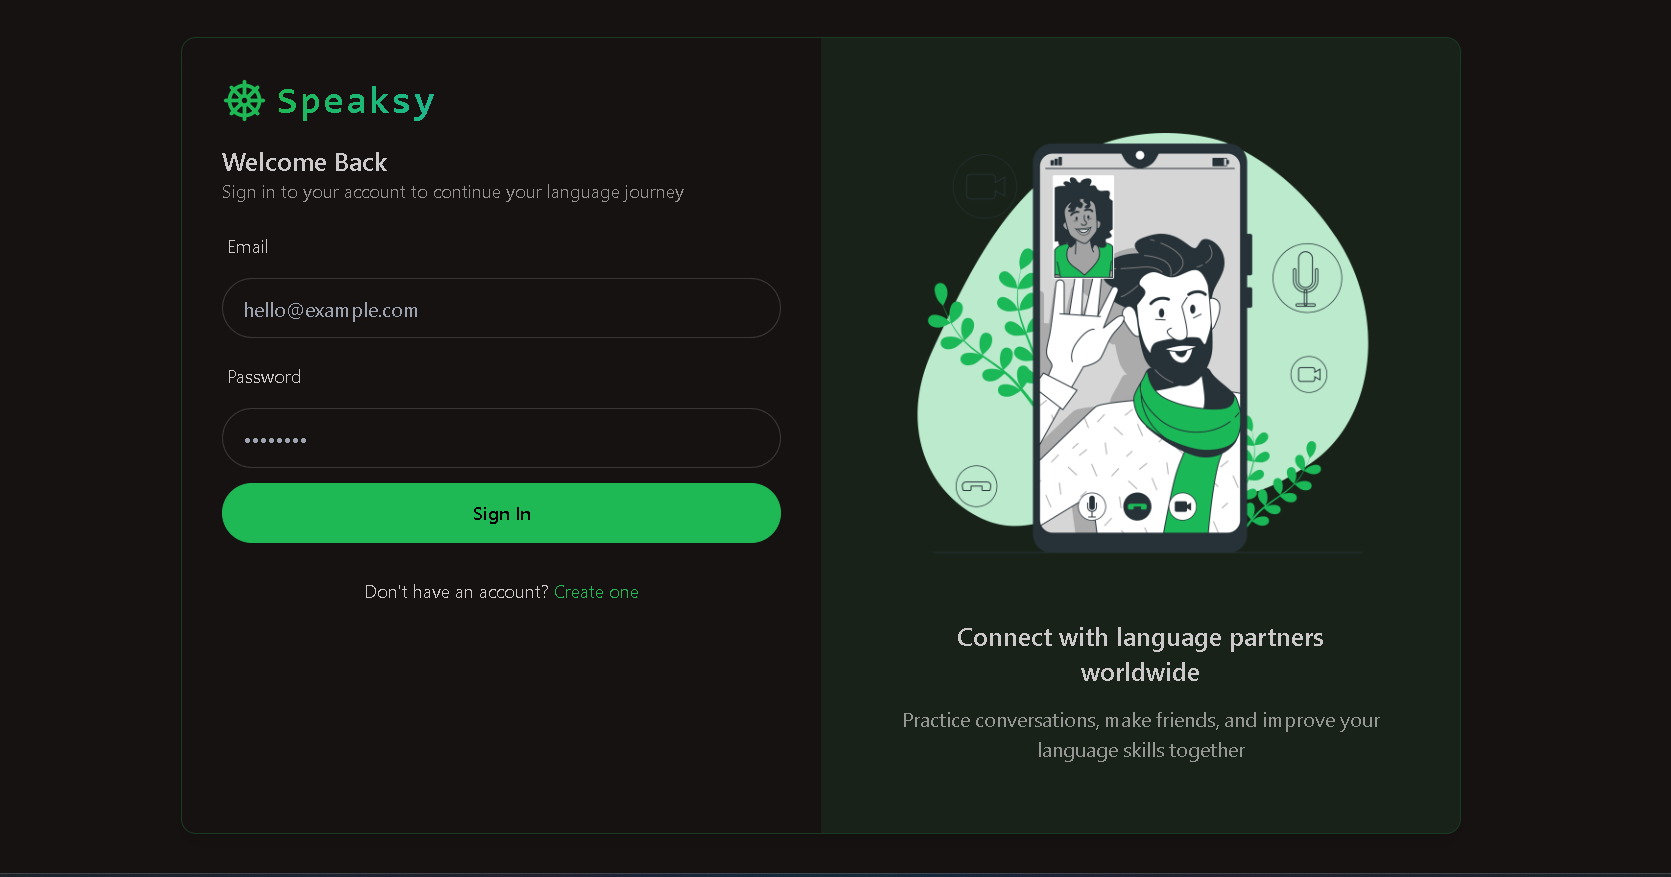 Speaksy
Welcome Back
Sign in to your account to continue your language journey
Email
hello@example.com
Password
••••••••
Sign In
Don't have an account? Create one
Connect with language partners
worldwide
Practice conversations, make friends, and improve your
language skills together